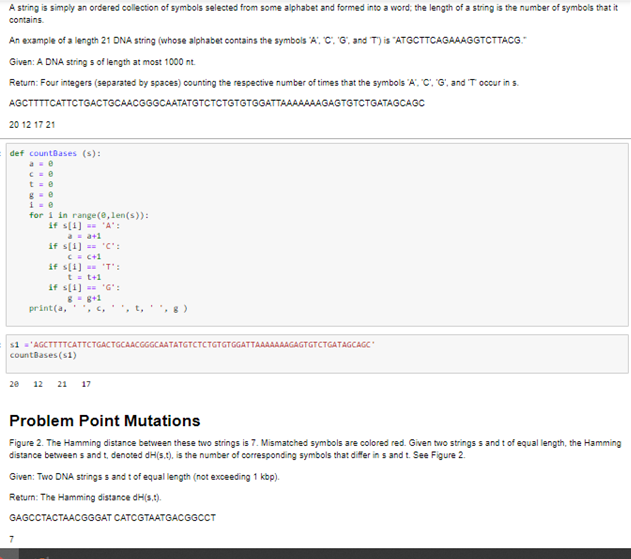 A string is simply an ordered collection of symbols selected from some alphabet and formed into a word; the length of a string is the number of symbols that it
contains.
An example of a length 21 DNA string (whose alphabet contains the symbols 'A', 'C', 'G', and 'T') is "ATGCTTCAGAAAGGTCTTACG."
Given: A DNA string s of length at most 1000 nt.
Return: Four integers (separated by spaces) counting the respective number of times that the symbols 'A', 'C', 'G', and 'T' occur in s.
AGCTTTTCATTCTGACTGCAACGGGCAATATGTCTCTGTGTGGATTAAAAAAAGAGTGTCTGATAGCAGC
20 12 17 21
def countBases (s):
a = 0
c = 0
t = 0
g = 0
i = 0
for i in range(0,len(s)):
if s[i] == 'A':
a = a+1
if s[i] == 'C':
c = c+1
if s[i] == 'T':
t = t+1
if s[i] == 'G':
g = g+1
print(a, ' ', c, ' ', t, ' ', g )
s1 ='AGCTTTTCATTCTGACTGCAACGGGCAATATGTCTCTGTGTGGATTAAAAAAAGAGTGTCTGATAGCAGC'
countBases(s1)
20 12 21 17
Problem Point Mutations
Figure 2. The Hamming distance between these two strings is 7. Mismatched symbols are colored red. Given two strings s and t of equal length, the Hamming
distance between s and t, denoted dH(s,t), is the number of corresponding symbols that differ in s and t. See Figure 2.
Given: Two DNA strings s and t of equal length (not exceeding 1 kbp).
Return: The Hamming distance dH(s,t).
GAGCCTACTAACGGGAT CATCGTAATGACGGCCT
7